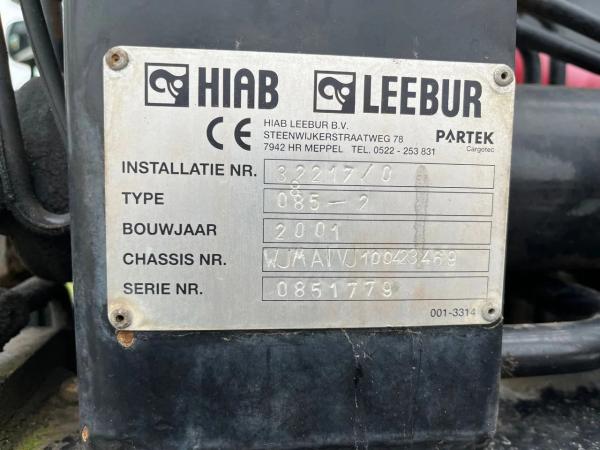 HIAB LEEBUR
CE
HIAB LEEBUR B.V.
STEENWIJKERSTRAATWEG 78
7942 HR MEPPEL TEL. 0522 - 253 831
PARTEK
Cargotec
INSTALLATIE NR. 32217/0
TYPE 085-2
BOUWJAAR 2001
CHASSIS NR.
SERIE NR. 0851779
001-3314